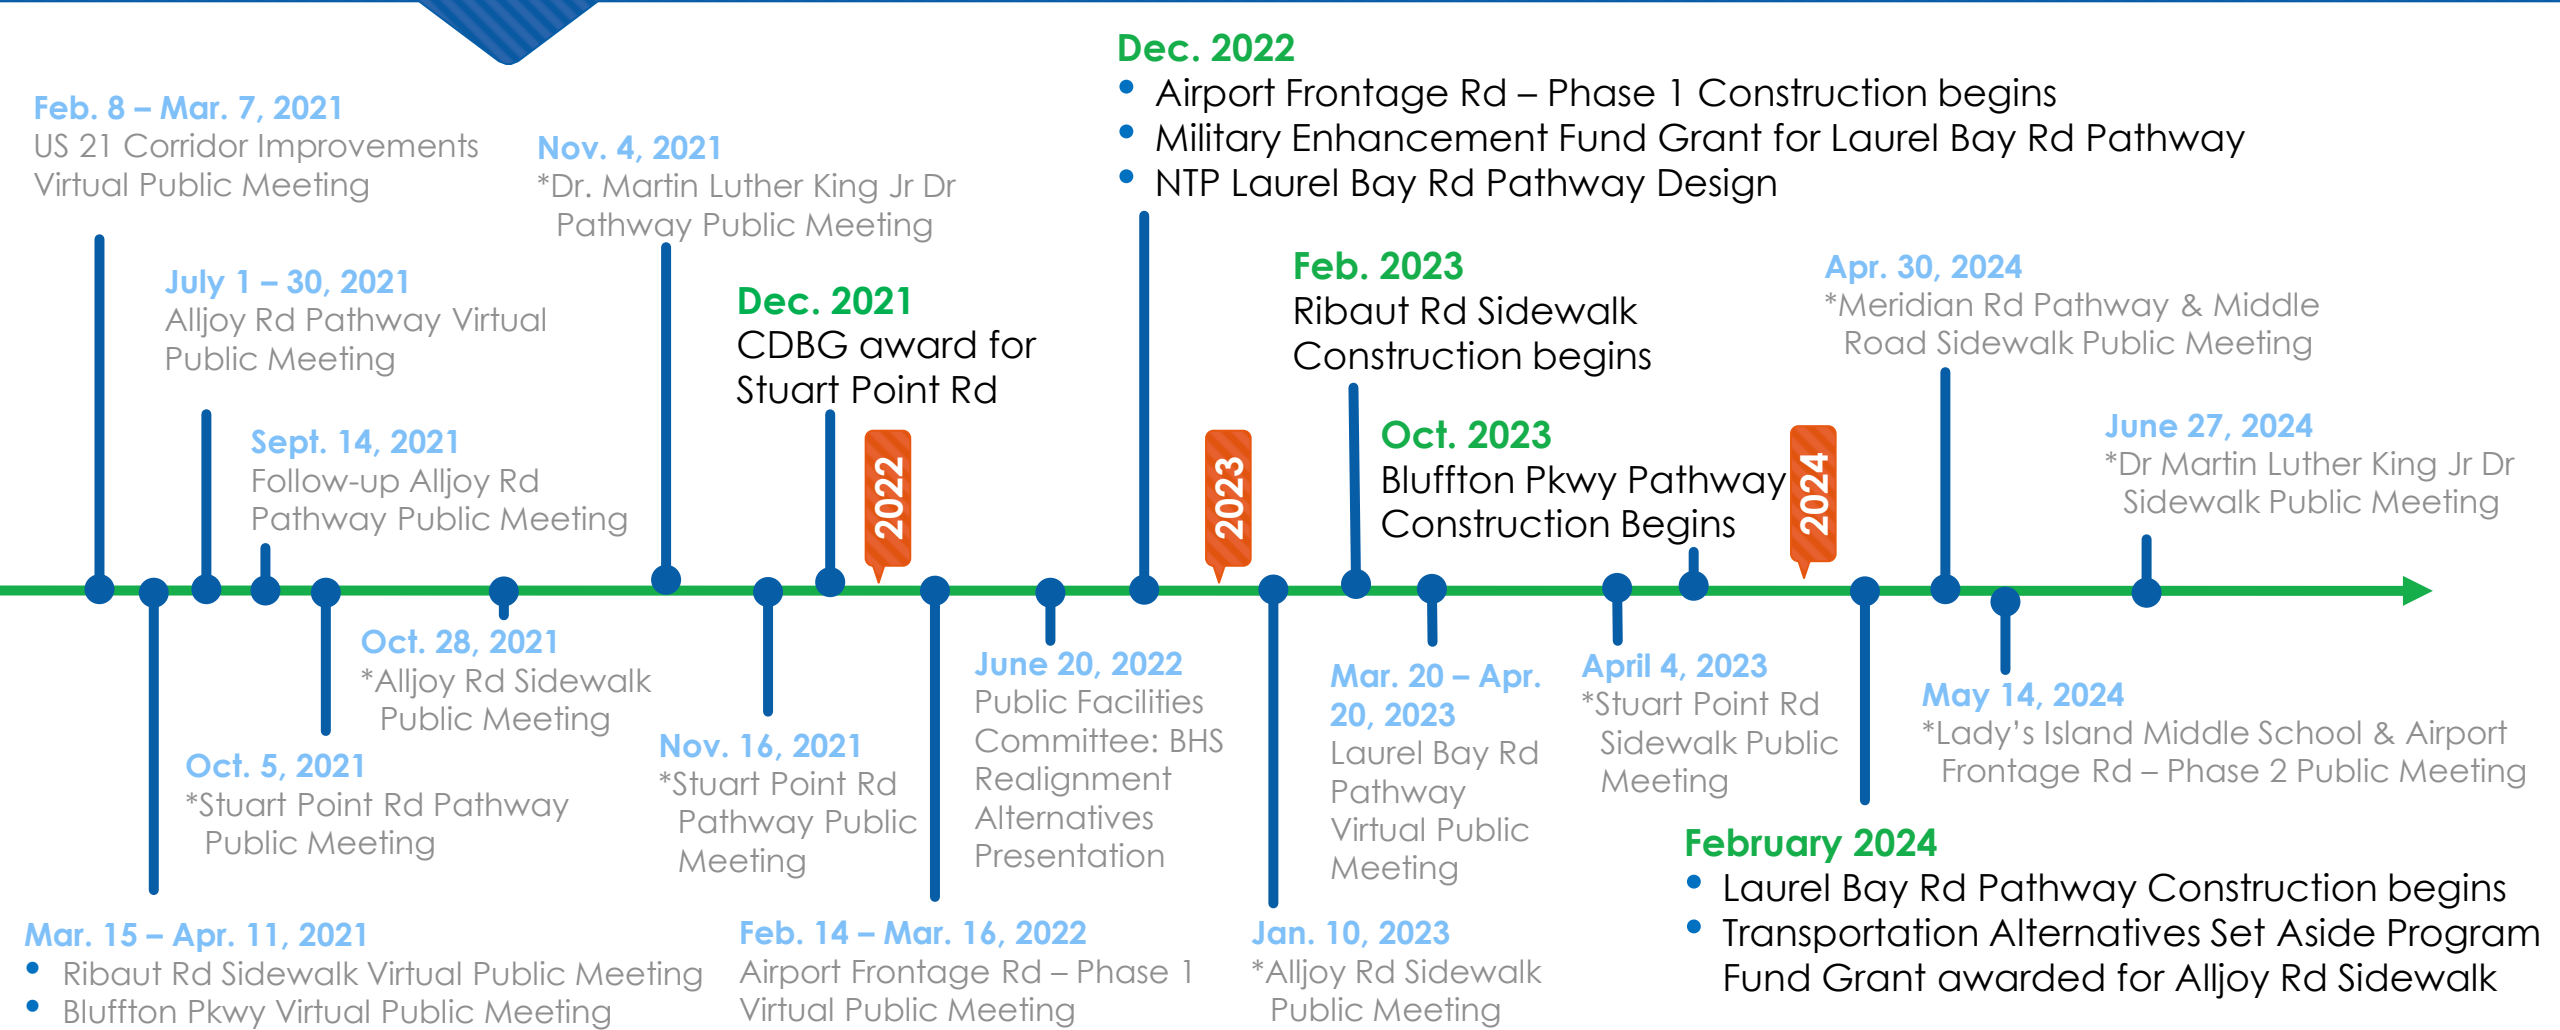 Feb. 8 – Mar. 7, 2021
US 21 Corridor Improvements
Virtual Public Meeting
July 1 – 30, 2021
Alljoy Rd Pathway Virtual
Public Meeting
Sept. 14, 2021
Follow-up Alljoy Rd
Pathway Public Meeting
Nov. 4, 2021
*Dr. Martin Luther King Jr Dr
Pathway Public Meeting
Dec. 2021
CDBG award for
Stuart Point Rd
2022
Dec. 2022
• Airport Frontage Rd – Phase 1 Construction begins
• Military Enhancement Fund Grant for Laurel Bay Rd Pathway
• NTP Laurel Bay Rd Pathway Design
2023
Feb. 2023
Ribaut Rd Sidewalk
Construction begins
Oct. 2023
Bluffton Pkwy Pathway
Construction Begins
2024
Apr. 30, 2024
*Meridian Rd Pathway & Middle
Road Sidewalk Public Meeting
June 27, 2024
*Dr Martin Luther King Jr Dr
Sidewalk Public Meeting
Mar. 15 – Apr. 11, 2021
• Ribaut Rd Sidewalk Virtual Public Meeting
• Bluffton Pkwy Virtual Public Meeting
Oct. 5, 2021
*Stuart Point Rd Pathway
Public Meeting
Oct. 28, 2021
*Alljoy Rd Sidewalk
Public Meeting
Nov. 16, 2021
*Stuart Point Rd
Pathway Public
Meeting
Feb. 14 – Mar. 16, 2022
Airport Frontage Rd – Phase 1
Virtual Public Meeting
June 20, 2022
Public Facilities
Committee: BHS
Realignment
Alternatives
Presentation
Jan. 10, 2023
*Alljoy Rd Sidewalk
Public Meeting
Mar. 20 – Apr.
20, 2023
Laurel Bay Rd
Pathway
Virtual Public
Meeting
April 4, 2023
*Stuart Point Rd
Sidewalk Public
Meeting
February 2024
• Laurel Bay Rd Pathway Construction begins
• Transportation Alternatives Set Aside Program
Fund Grant awarded for Alljoy Rd Sidewalk
May 14, 2024
*Lady's Island Middle School & Airport
Frontage Rd – Phase 2 Public Meeting